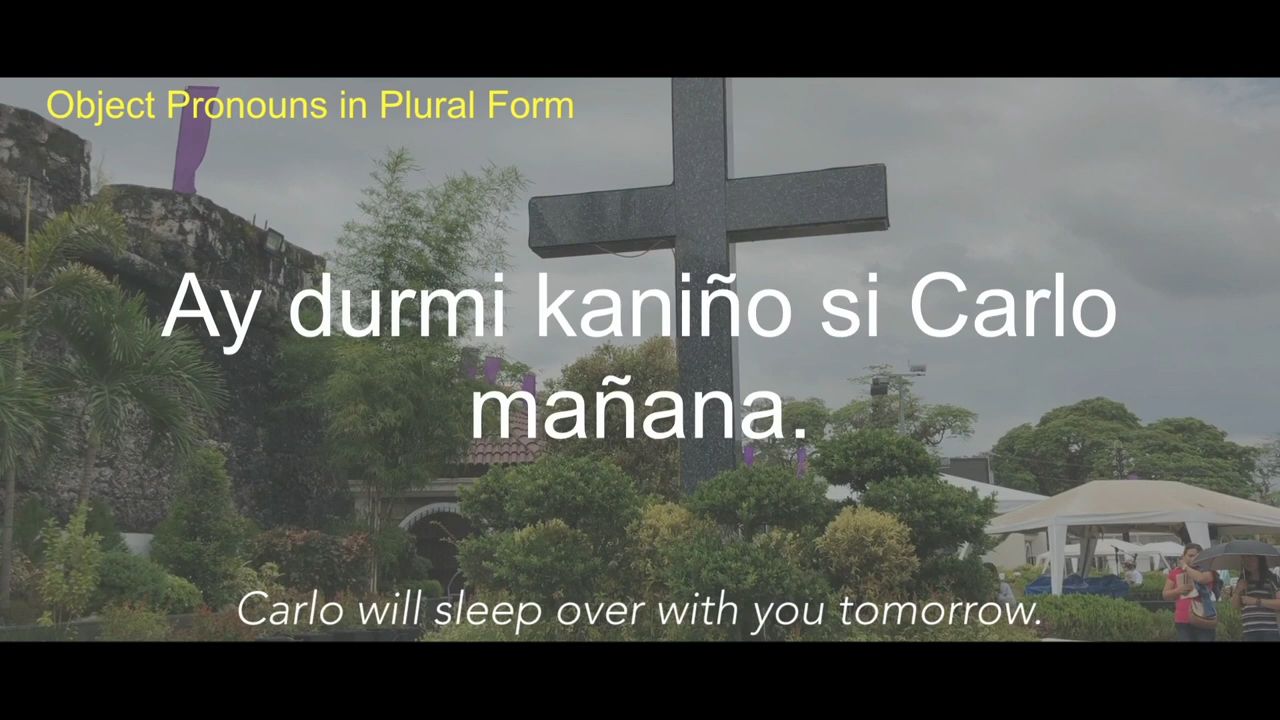 Object Pronouns in Plural Form
Ay durmi kaniño si Carlo
mañana.
Carlo will sleep over with you tomorrow.